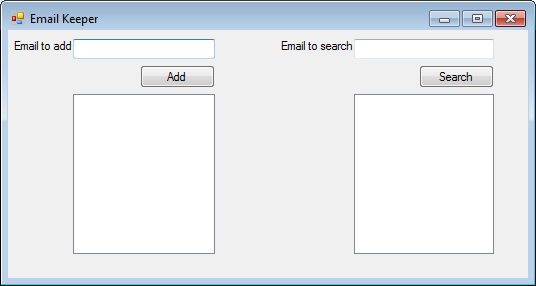 Email Keeper
Email to add
Email to search
Add
Search